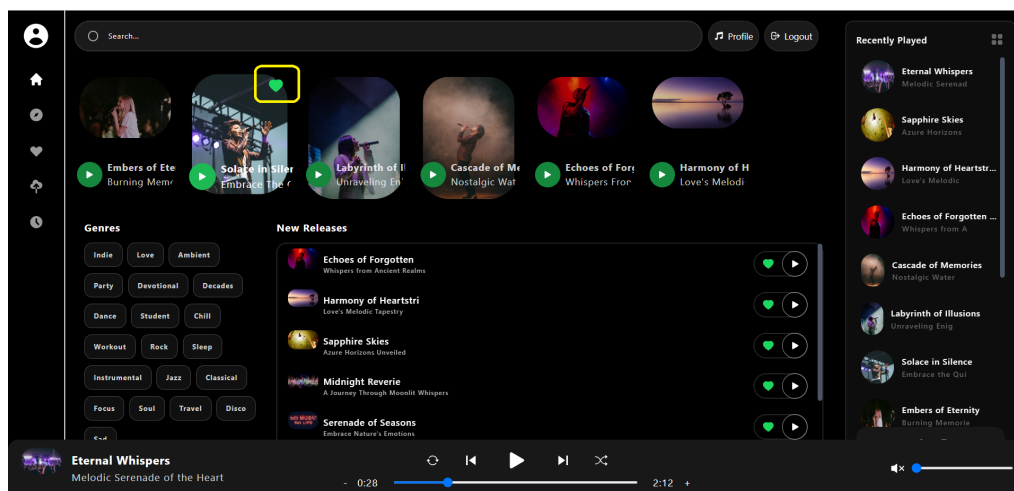 Search...
Profile
Logout
Embers of Ete
Burning Mem
Solace in Siler
Embrace The
Labyrinth of Il
Unraveling En
Cascade of Me
Nostalgic Wat
Echoes of Forg
Whispers Fror
Harmony of H
Love's Melodi
Genres
Indie Love Ambient
Party Devotional Decades
Dance Student Chill
Workout Rock Sleep
Instrumental Jazz Classical
Focus Soul Travel Disco
Sad
New Releases
Echoes of Forgotten
Whispers from Ancient Realms
Harmony of Heartstri
Love's Melodic Tapestry
Sapphire Skies
Azure Horizons Unveiled
Midnight Reverie
A Journey Through Moonlit Whispers
Serenade of Seasons
Embrace Nature's Emotions
Recently Played
Eternal Whispers
Melodic Serenad
Sapphire Skies
Azure Horizons
Harmony of Heartstr...
Love's Melodic
Echoes of Forgotten ...
Whispers from A
Cascade of Memories
Nostalgic Water
Labyrinth of Illusions
Unraveling Enig
Solace in Silence
Embrace the Qui
Embers of Eternity
Burning Memorie
Eternal Whispers
Melodic Serenade of the Heart
- 0:28
2:12 +